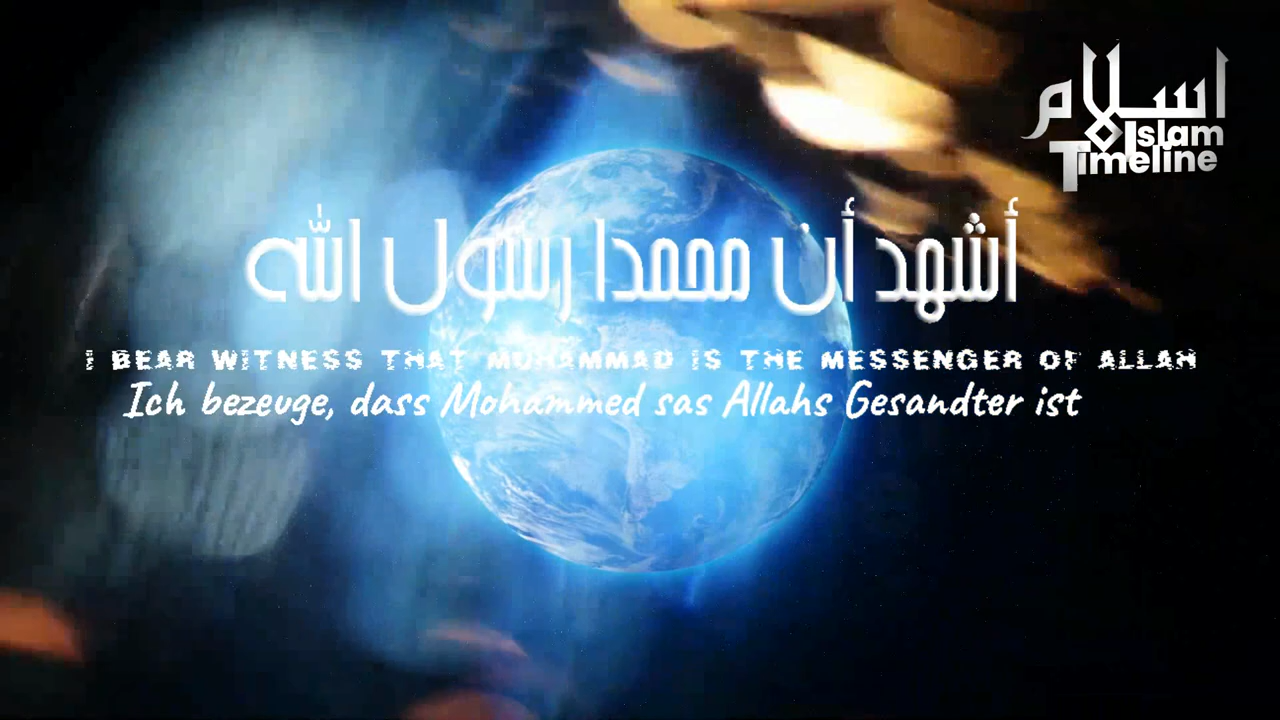 اسلام
Islam
Timeline
أشهد أن محمدا رسول الله
I BEAR WITNESS THAT MUHAMMAD IS THE MESSENGER OF ALLAH
Ich bezeuge, dass Mohammed sas Allahs Gesandter ist